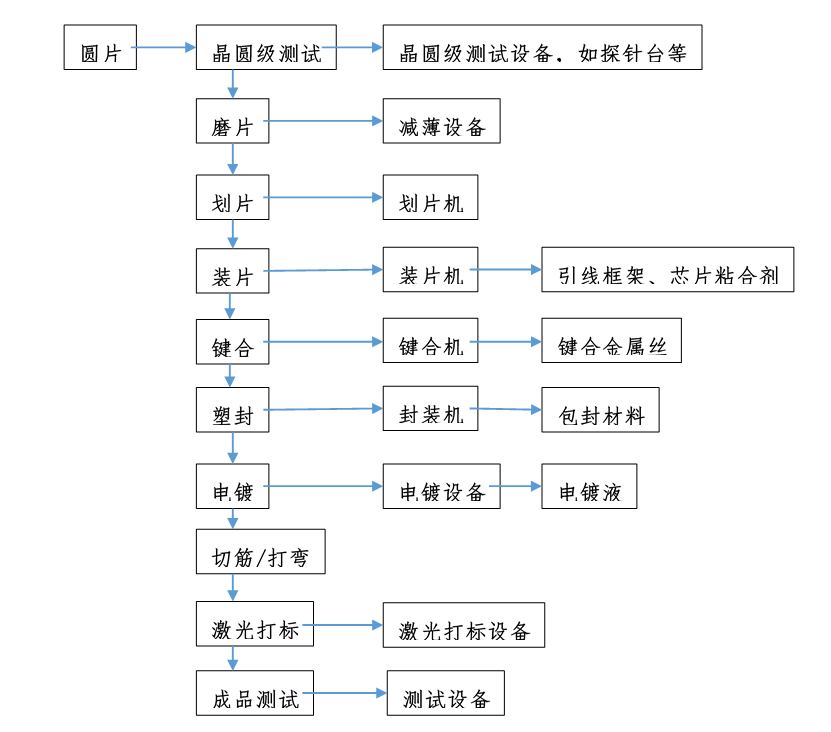 圆片
晶圆级测试
晶圆级测试设备，如探针台等
磨片
减薄设备
划片
划片机
装片
装片机
引线框架、芯片粘合剂
键合
键合机
键合金属丝
塑封
封装机
包封材料
电镀
电镀设备
电镀液
切筋/打弯
激光打标
激光打标设备
成品测试
测试设备